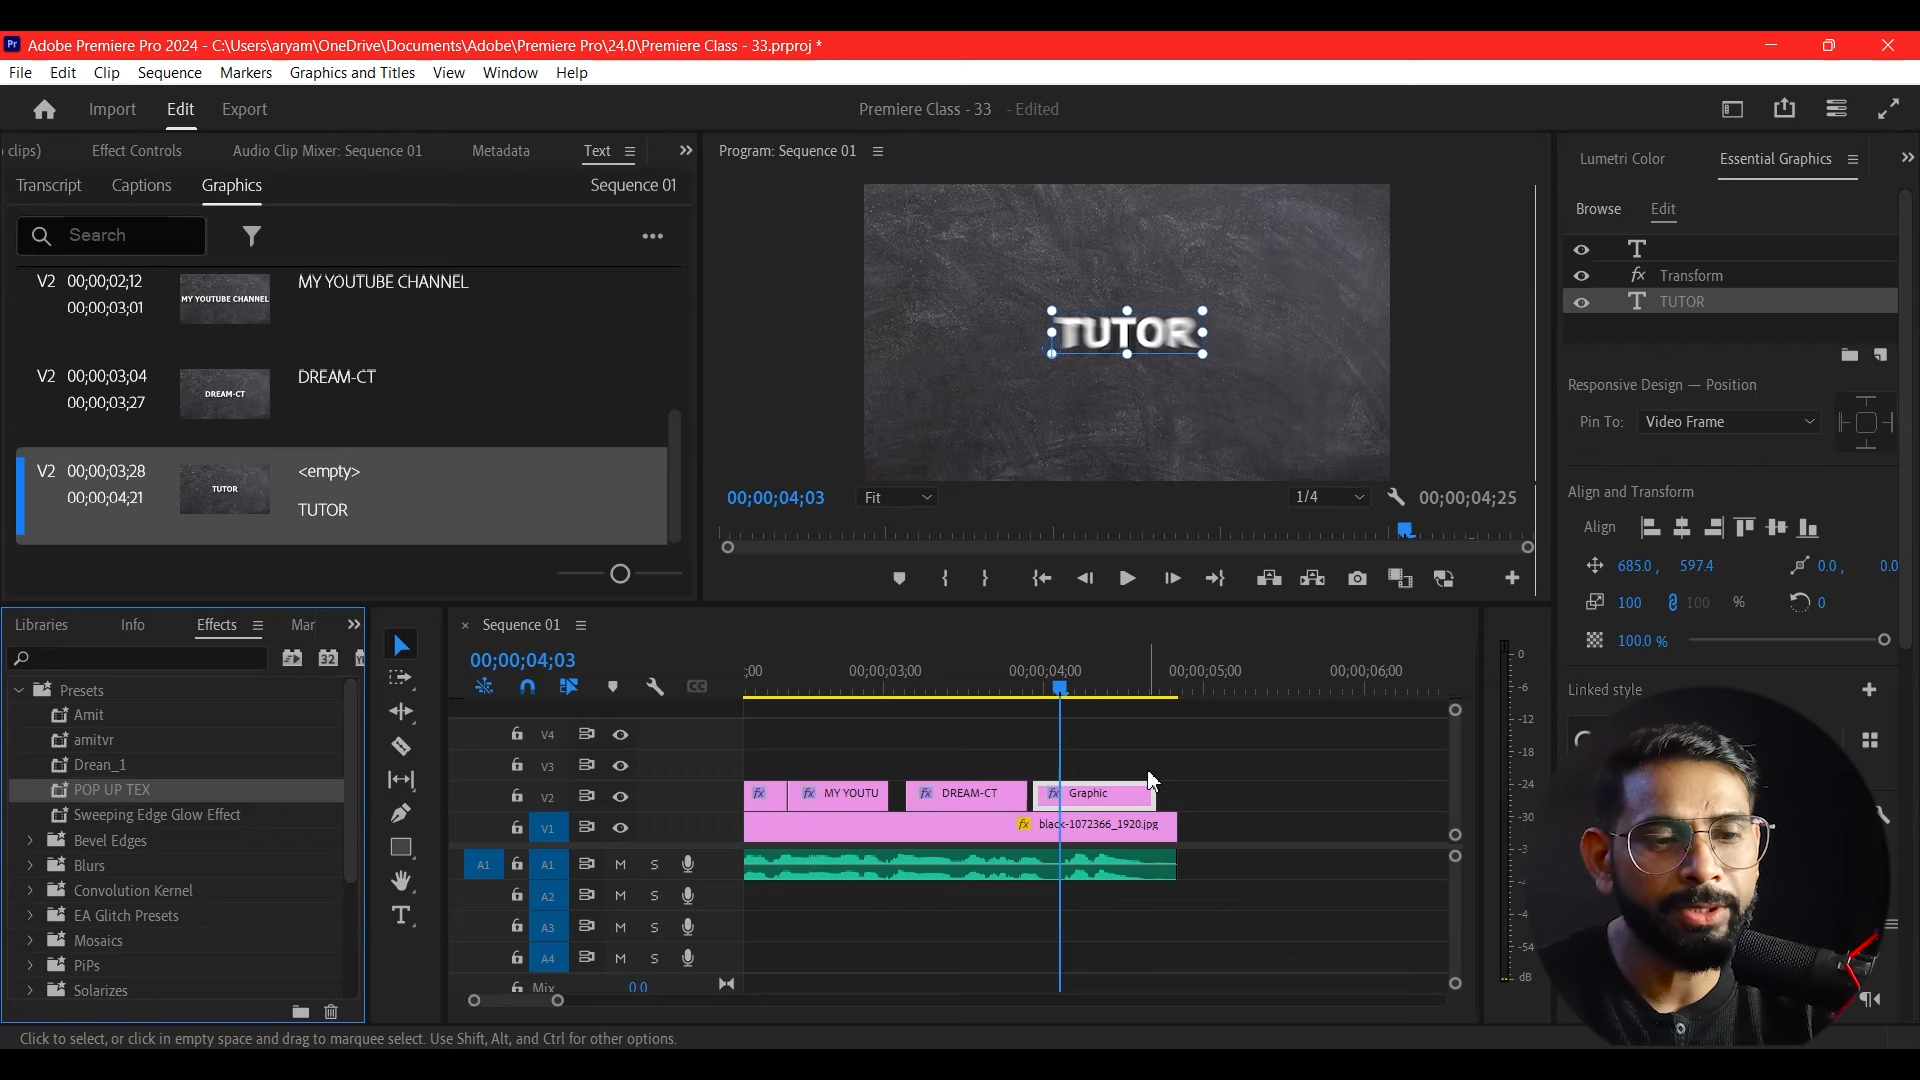 Pr Adobe Premiere Pro 2024 - C:\Users\aryam\OneDrive\Documents\Adobe\Premiere Pro\24.0\Premiere Class - 33.prproj *
File Edit Clip Sequence Markers Graphics and Titles View Window Help
Import Edit Export
Premiere Class - 33 - Edited
clips) Effect Controls Audio Clip Mixer: Sequence 01 Metadata Text
Transcript Captions Graphics Sequence 01
Search
V2 00;00;02;12 MY YOUTUBE CHANNEL
00;00;03;01
MY YOUTUBE CHANNEL
V2 00;00;03;04 DREAM-CT
00;00;03;27
DREAM-CT
V2 00;00;03;28 <empty>
00;00;04;21
TUTOR
TUTOR
Program: Sequence 01
TUTOR
00;00;04;03 Fit 1/4 00;00;04;25
Lumetri Color Essential Graphics
Browse Edit
T
fx Transform
T TUTOR
Responsive Design — Position
Pin To: Video Frame
Align and Transform
Align
685.0 , 597.4 0.0 , 0.0
100 100 % 0
100.0 %
Linked style
Libraries Info Effects Mar
Presets
Amit
amitvr
Drean_1
POP UP TEX
Sweeping Edge Glow Effect
Bevel Edges
Blurs
Convolution Kernel
EA Glitch Presets
Mosaics
PiPs
Solarizes
× Sequence 01
00;00;04;03
;00 00;00;03;00 00;00;04;00 00;00;05;00 00;00;06;00
V4
V3
V2 fx fx MY YOUTU fx DREAM-CT fx Graphic
V1 fx black-1072366_1920.jpg
A1 A1 M S
A2 M S
A3 M S
A4 M S
Mix 0.0
0
-6
-12
-18
-24
-30
-3
-4
-54
dB
Click to select, or click in empty space and drag to marquee select. Use Shift, Alt, and Ctrl for other options.